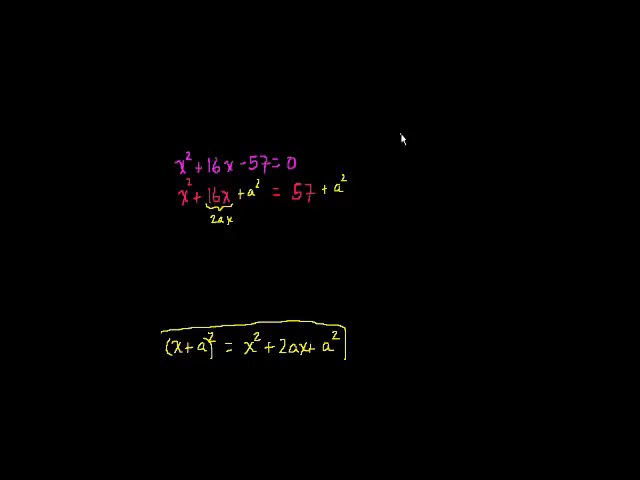 x² + 16x - 57 = 0
x² + 16x + a² = 57 + a²
2ax
(x + a)² = x² + 2ax + a²